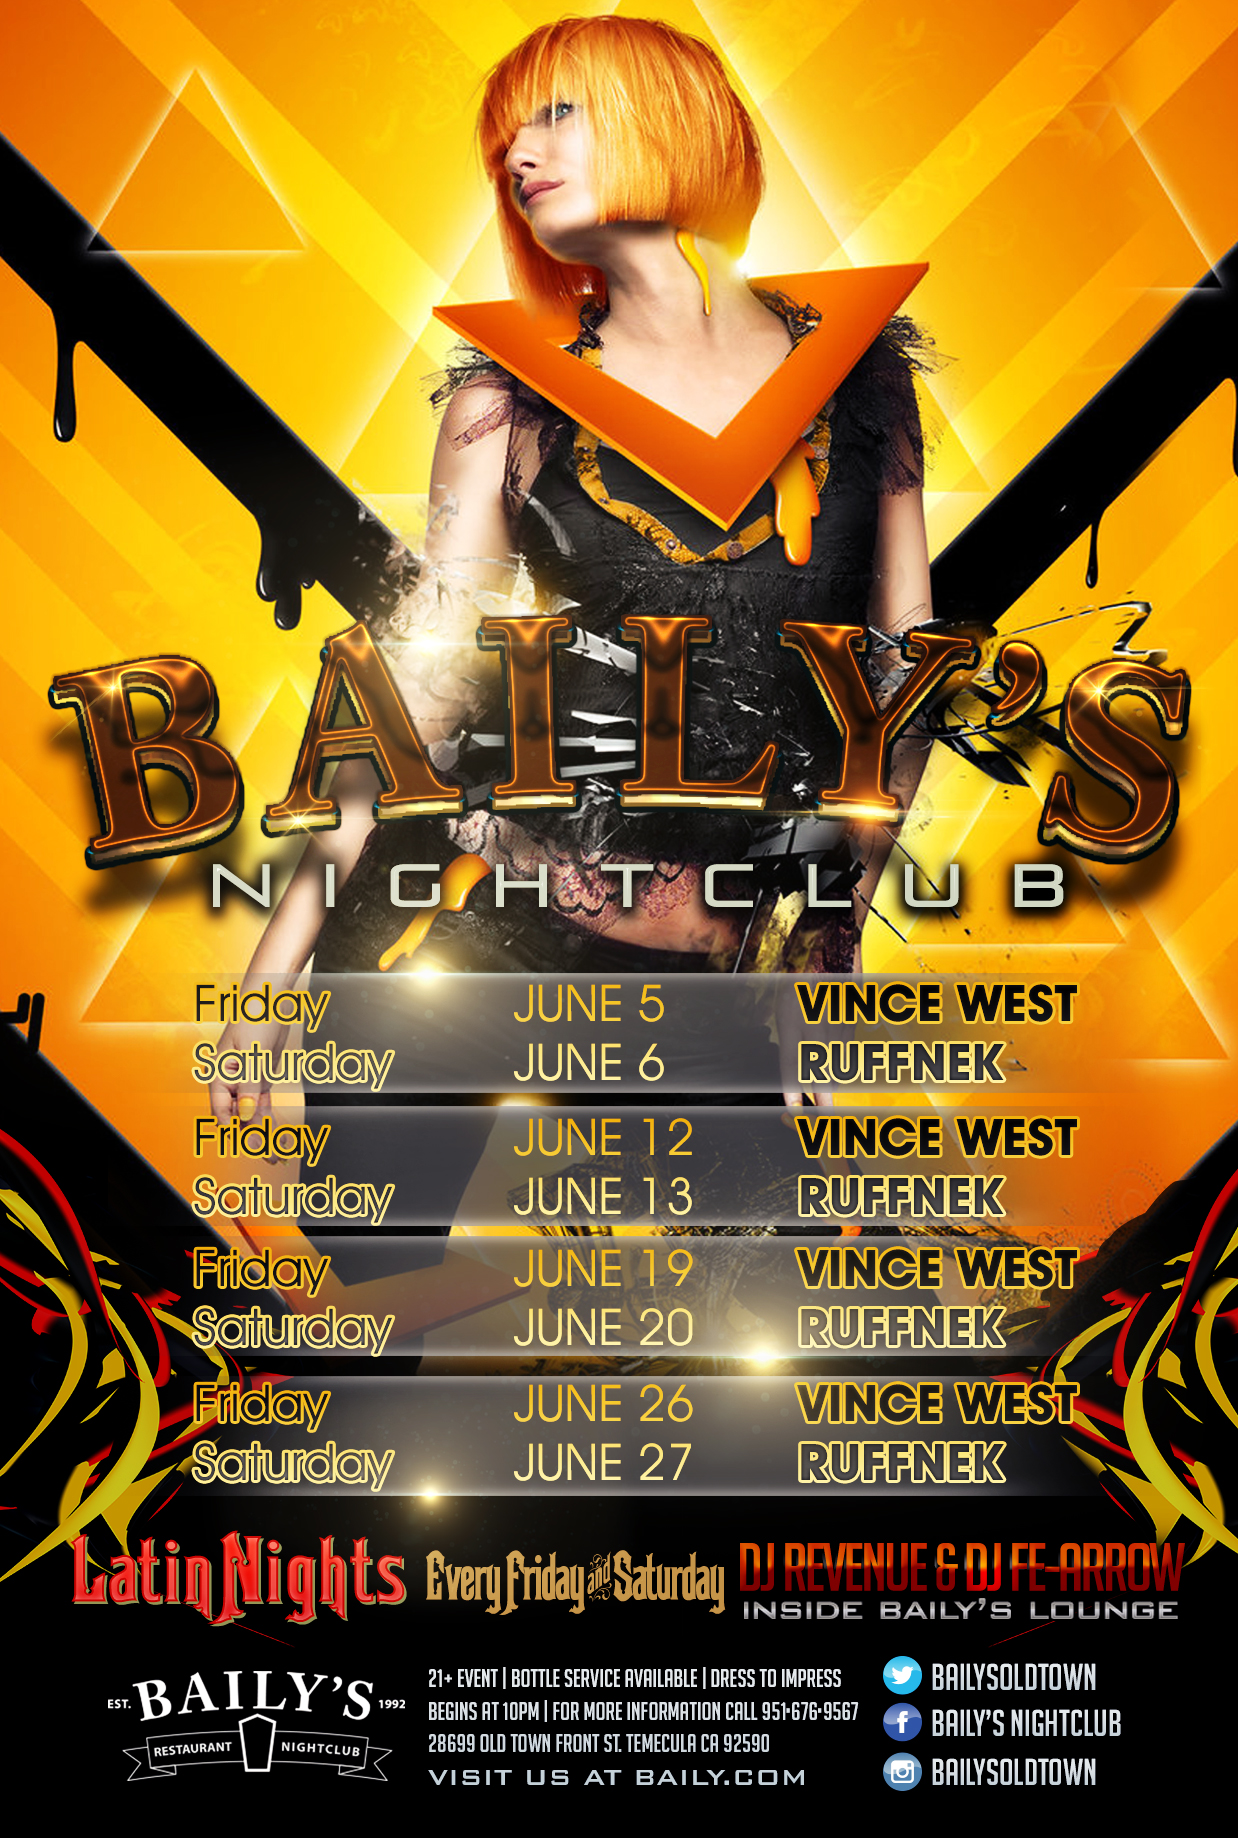 BAILY'S
NIGHTCLUB
Friday JUNE 5 VINCE WEST
Saturday JUNE 6 RUFFNEK
Friday JUNE 12 VINCE WEST
Saturday JUNE 13 RUFFNEK
Friday JUNE 19 VINCE WEST
Saturday JUNE 20 RUFFNEK
Friday JUNE 26 VINCE WEST
Saturday JUNE 27 RUFFNEK
Latin Nights Every Friday and Saturday DJ REVENUE & DJ FE-ARROW
INSIDE BAILY'S LOUNGE
EST. BAILY'S 1992
RESTAURANT NIGHTCLUB
21+ EVENT | BOTTLE SERVICE AVAILABLE | DRESS TO IMPRESS
BEGINS AT 10PM | FOR MORE INFORMATION CALL 951•676•9567
28699 OLD TOWN FRONT ST. TEMECULA CA 92590
VISIT US AT BAILY.COM
BAILYSOLDTOWN
f BAILY'S NIGHTCLUB
BAILYSOLDTOWN